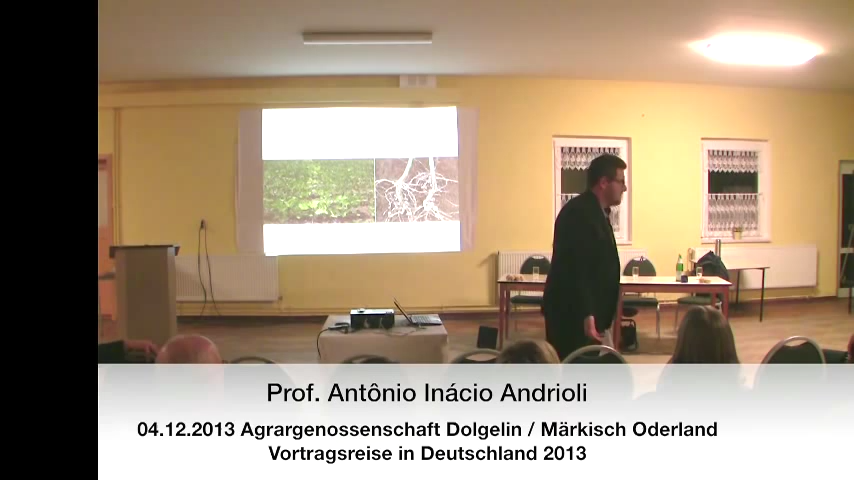 Prof. Antônio Inácio Andrioli
04.12.2013 Agrargenossenschaft Dolgelin / Märkisch Oderland
Vortragsreise in Deutschland 2013